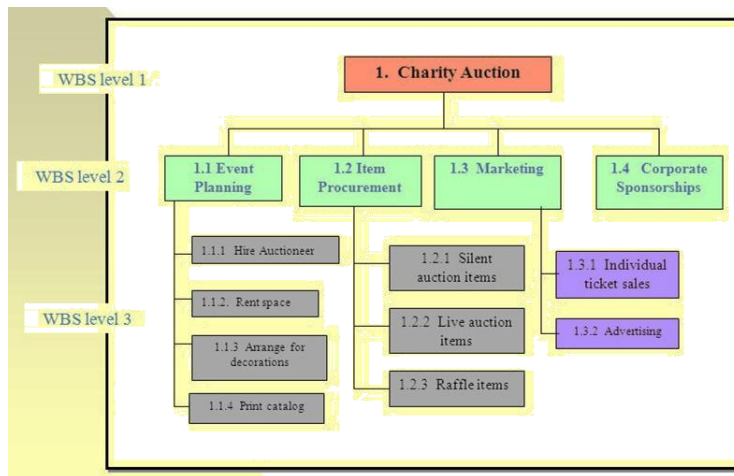 WBS level 1
1. Charity Auction
WBS level 2
1.1 Event
Planning
1.2 Item
Procurement
1.3 Marketing
1.4 Corporate
Sponsorships
WBS level 3
1.1.1 Hire Auctioneer
1.1.2. Rent space
1.1.3 Arrange for
decorations
1.1.4 Print catalog
1.2.1 Silent
auction items
1.2.2 Live auction
items
1.2.3 Raffle items
1.3.1 Individual
ticket sales
1.3.2 Advertising